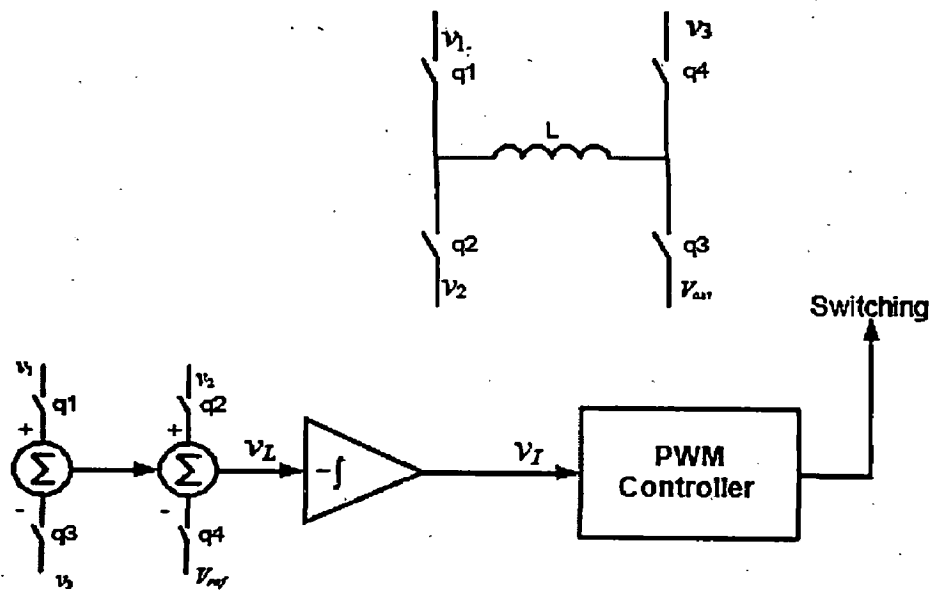 v1
v3
q1
q4
L
q2
q3
v2
Vout
Switching
v1
v2
q1
q2
+
+
Σ
Σ
vL
-∫
vI
PWM
Controller
-
-
q3
q4
v3
Vref